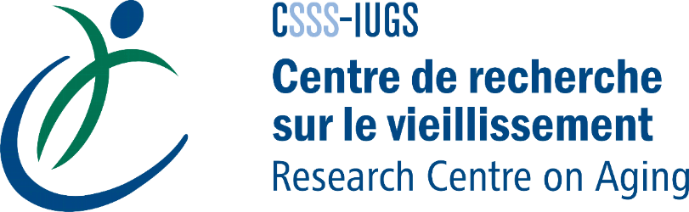 CSSS-IUGS
Centre de recherche
sur le vieillissement
Research Centre on Aging